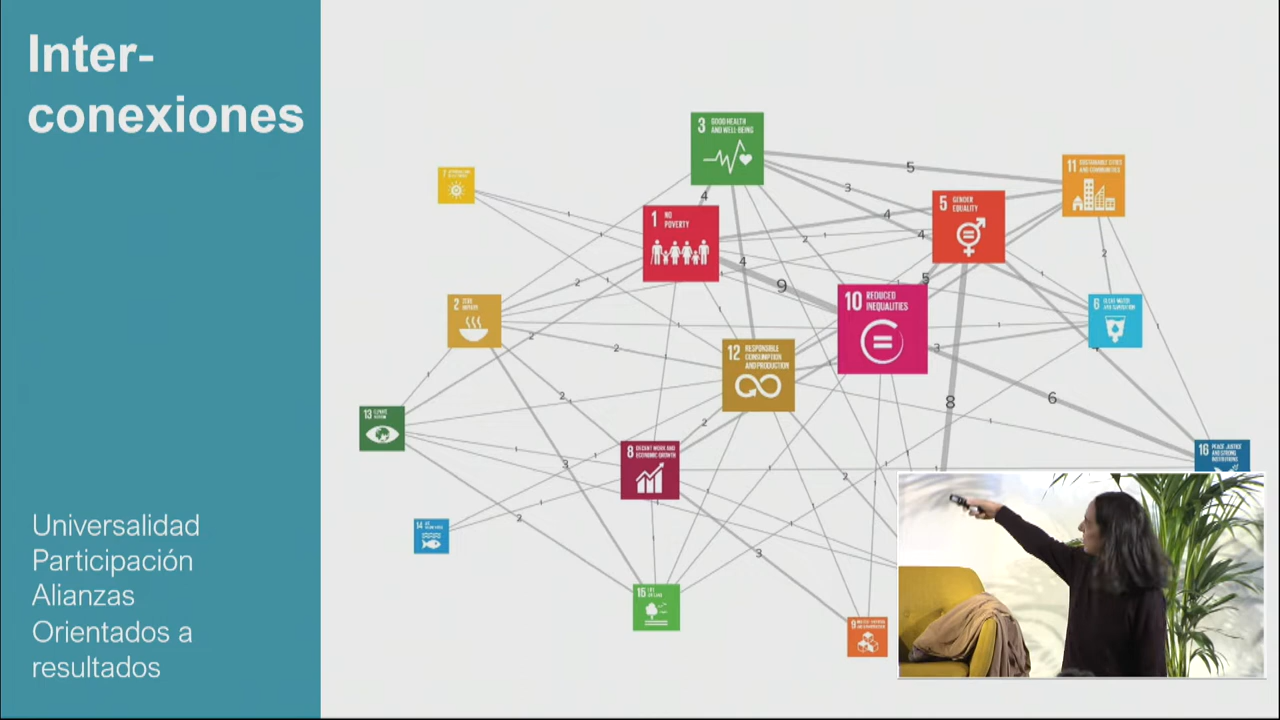 Inter-
conexiones
Universalidad
Participación
Alianzas
Orientados a
resultados
3 GOOD HEALTH
AND WELL-BEING
11 SUSTAINABLE CITIES
AND COMMUNITIES
7
1 NO
POVERTY
5 GENDER
EQUALITY
10 REDUCED
INEQUALITIES
2 ZERO
HUNGER
6 CLEAN WATER
AND SANITATION
12 RESPONSIBLE
CONSUMPTION
AND PRODUCTION
13 CLIMATE
ACTION
8 DECENT WORK AND
ECONOMIC GROWTH
16 PEACE, JUSTICE
AND STRONG
INSTITUTIONS
14
15
9
5
3
4
4
2
4
4
9
5
2
2
2
2
3
8
6
2
2
3
2
2
3